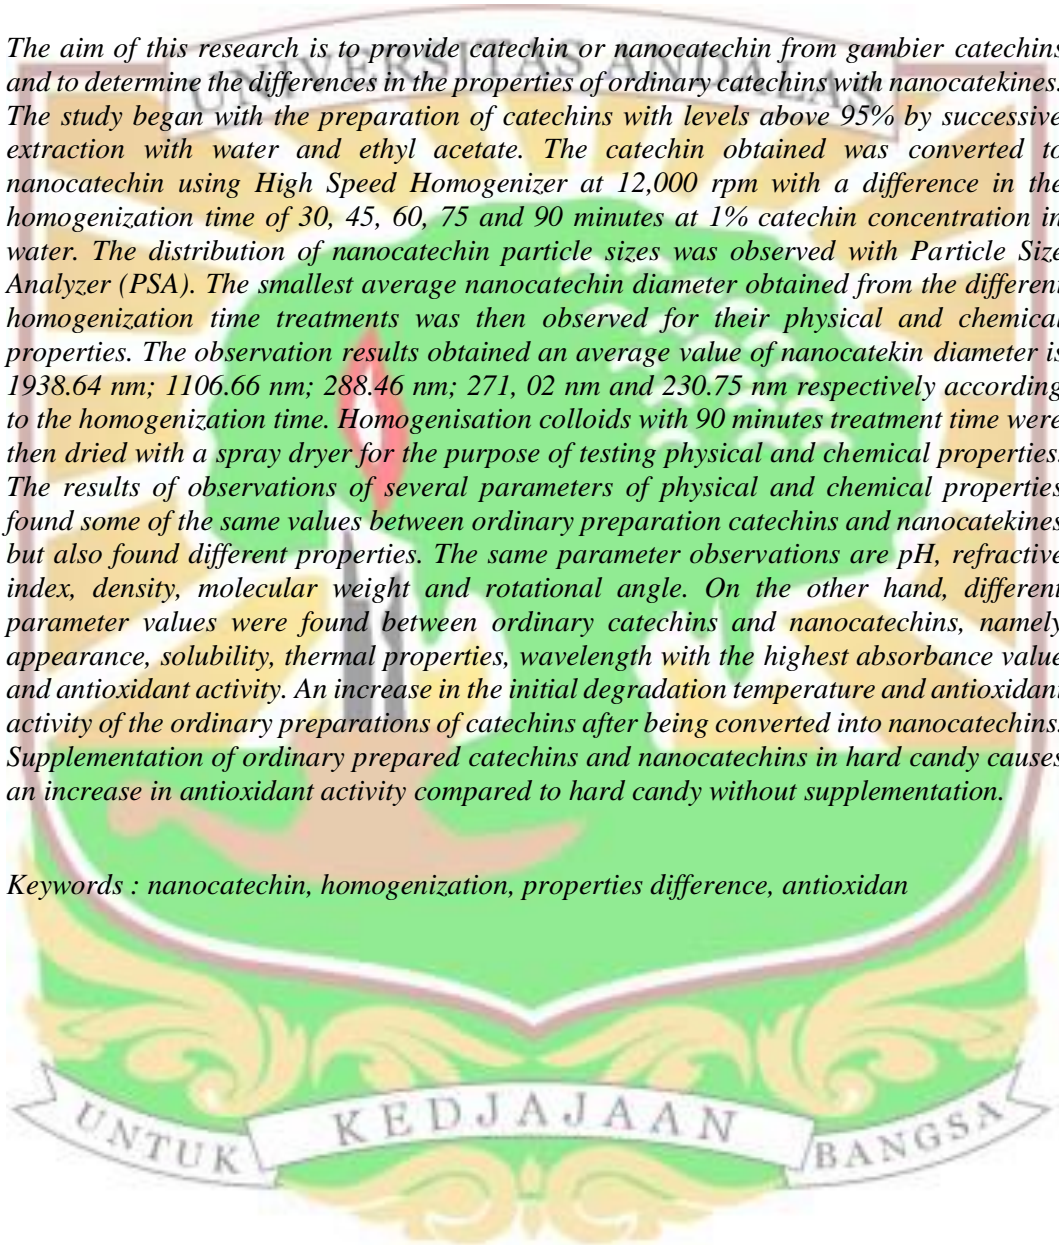 UNIVERSITAS ANDALA
The aim of this research is to provide catechin or nanocatechin from gambier catechins
and to determine the differences in the properties of ordinary catechins with nanocatekines.
The study began with the preparation of catechins with levels above 95% by successive
extraction with water and ethyl acetate. The catechin obtained was converted to
nanocatechin using High Speed Homogenizer at 12,000 rpm with a difference in the
homogenization time of 30, 45, 60, 75 and 90 minutes at 1% catechin concentration in
water. The distribution of nanocatechin particle sizes was observed with Particle Size
Analyzer (PSA). The smallest average nanocatechin diameter obtained from the different
homogenization time treatments was then observed for their physical and chemical
properties. The observation results obtained an average value of nanocatekin diameter is
1938.64 nm; 1106.66 nm; 288.46 nm; 271, 02 nm and 230.75 nm respectively according
to the homogenization time. Homogenisation colloids with 90 minutes treatment time were
then dried with a spray dryer for the purpose of testing physical and chemical properties.
The results of observations of several parameters of physical and chemical properties
found some of the same values between ordinary preparation catechins and nanocatekines
but also found different properties. The same parameter observations are pH, refractive
index, density, molecular weight and rotational angle. On the other hand, different
parameter values were found between ordinary catechins and nanocatechins, namely
appearance, solubility, thermal properties, wavelength with the highest absorbance value
and antioxidant activity. An increase in the initial degradation temperature and antioxidant
activity of the ordinary preparations of catechins after being converted into nanocatechins.
Supplementation of ordinary prepared catechins and nanocatechins in hard candy causes
an increase in antioxidant activity compared to hard candy without supplementation.
Keywords : nanocatechin, homogenization, properties difference, antioxidan
UNTUK KEDJAJAAN BANGSA